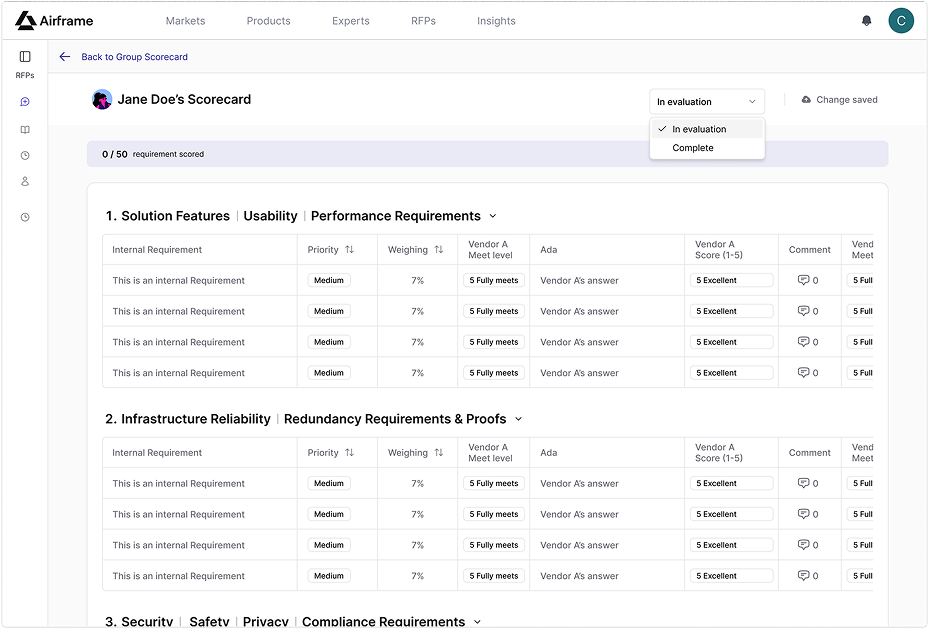 Airframe Markets Products Experts RFPs Insights C
RFPs
Back to Group Scorecard
Jane Doe's Scorecard
In evaluation
Change saved
In evaluation
Complete
0 / 50 requirement scored
1. Solution Features | Usability | Performance Requirements
Internal Requirement Priority Weighing Vendor A Meet level Ada Vendor A Score (1-5) Comment Vend Meet
This is an internal Requirement Medium 7% 5 Fully meets Vendor A's answer 5 Excellent 0 5 Full
This is an internal Requirement Medium 7% 5 Fully meets Vendor A's answer 5 Excellent 0 5 Full
This is an internal Requirement Medium 7% 5 Fully meets Vendor A's answer 5 Excellent 0 5 Full
This is an internal Requirement Medium 7% 5 Fully meets Vendor A's answer 5 Excellent 0 5 Full
2. Infrastructure Reliability | Redundancy Requirements & Proofs
Internal Requirement Priority Weighing Vendor A Meet level Ada Vendor A Score (1-5) Comment Vend Meet
This is an internal Requirement Medium 7% 5 Fully meets Vendor A's answer 5 Excellent 0 5 Full
This is an internal Requirement Medium 7% 5 Fully meets Vendor A's answer 5 Excellent 0 5 Full
This is an internal Requirement Medium 7% 5 Fully meets Vendor A's answer 5 Excellent 0 5 Full
This is an internal Requirement Medium 7% 5 Fully meets Vendor A's answer 5 Excellent 0 5 Full
3. Security | Safety | Privacy | Compliance Requirements